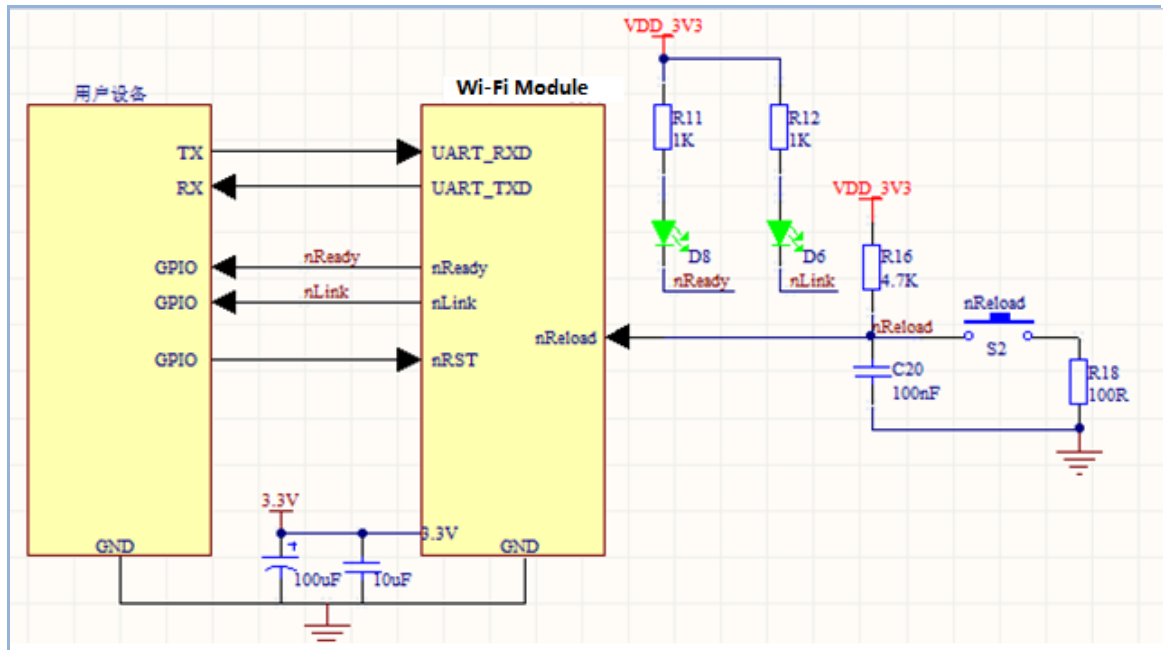 VDD_3V3
用户设备
Wi-Fi Module
R11
1K
R12
1K
TX
UART_RXD
RX
UART_TXD
VDD_3V3
D8
D6
R16
4.7K
GPIO
nReady
nReady
nReady
nLink
GPIO
nLink
nLink
nReload
nReload
nReload
S2
GPIO
nRST
C20
100nF
R18
100R
3.3V
3.3V
GND
GND
100uF
10uF